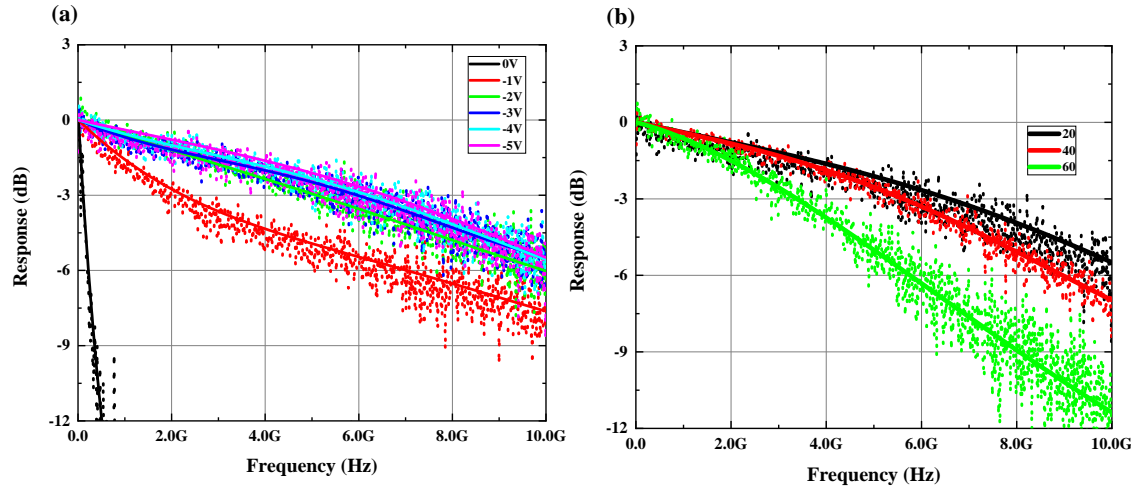 (a)
3
0
-3
-6
-9
-12
0.0
2.0G
4.0G
6.0G
8.0G
10.0G
Response (dB)
Frequency (Hz)
0V
-1V
-2V
-3V
-4V
-5V
(b)
3
0
-3
-6
-9
-12
0.0
2.0G
4.0G
6.0G
8.0G
10.0G
Response (dB)
Frequency (Hz)
20
40
60